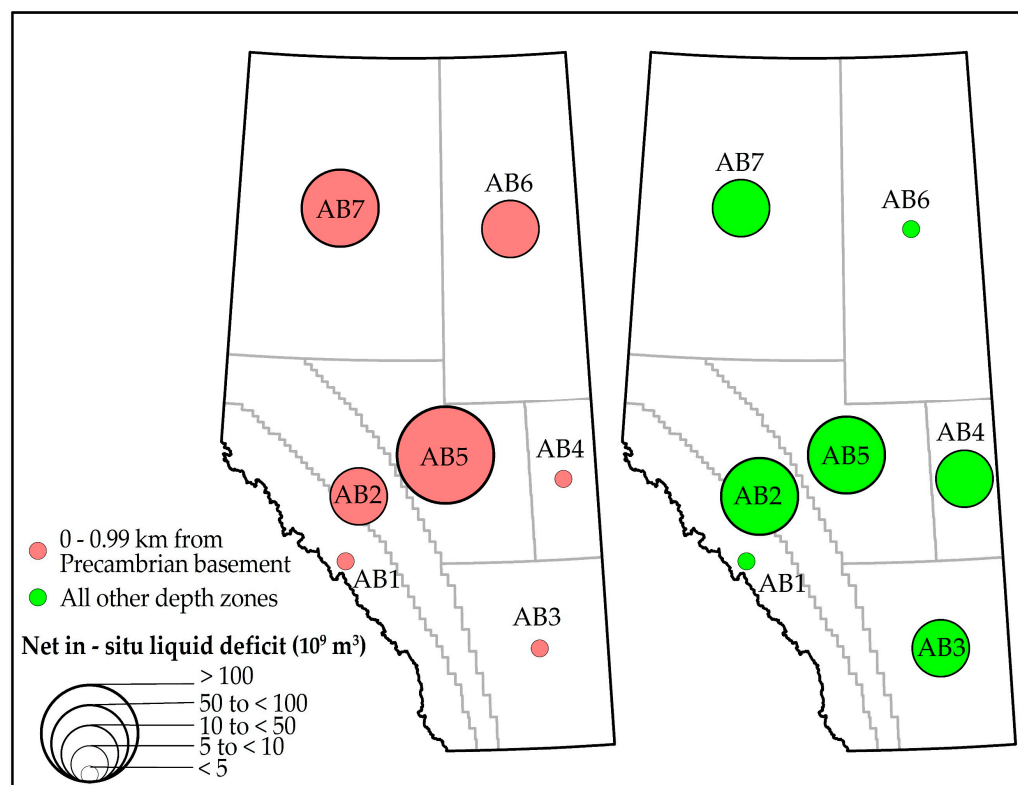 AB7
AB6
AB5
AB4
AB2
AB1
AB3
AB7
AB6
AB5
AB4
AB2
AB1
AB3
0 - 0.99 km from
Precambrian basement
All other depth zones
Net in - situ liquid deficit (10⁹ m³)
> 100
50 to < 100
10 to < 50
5 to < 10
< 5